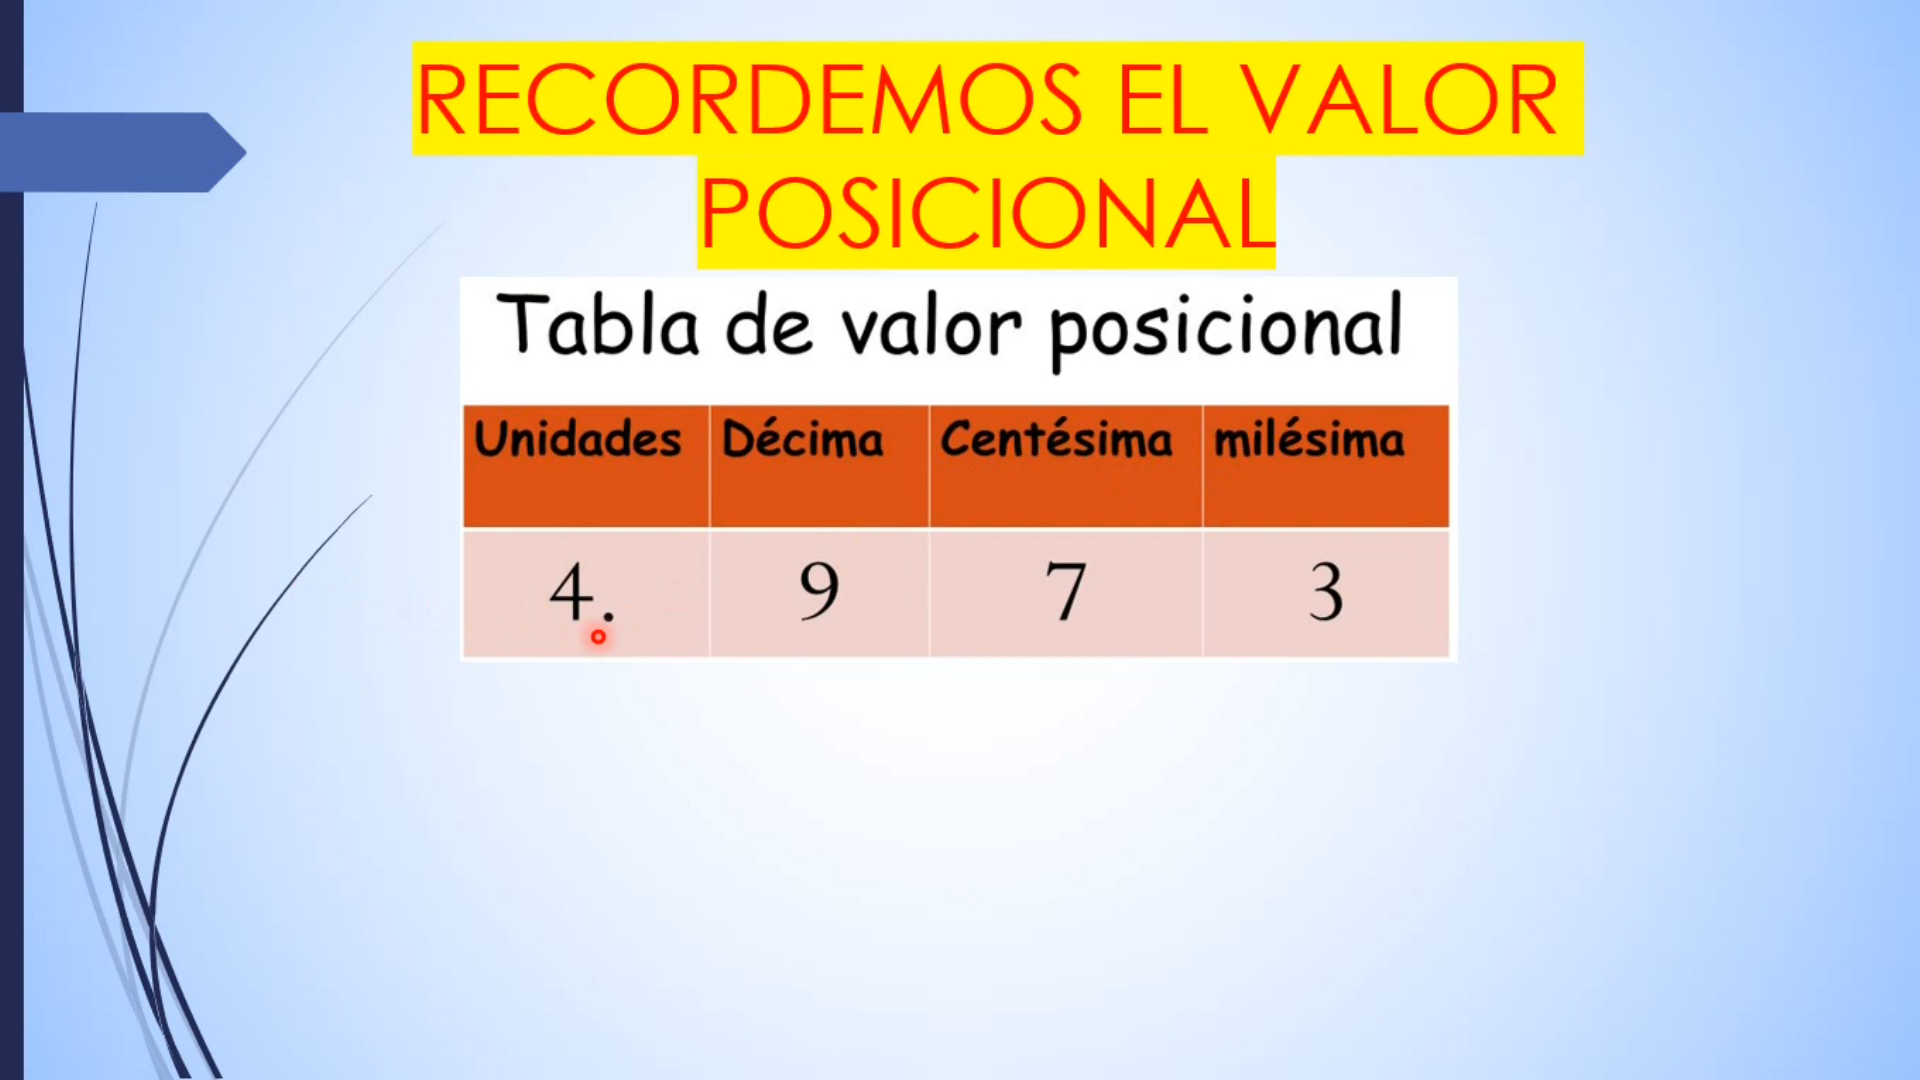 RECORDEMOS EL VALOR
POSICIONAL
Tabla de valor posicional
Unidades Décima Centésima milésima
4. 9 7 3